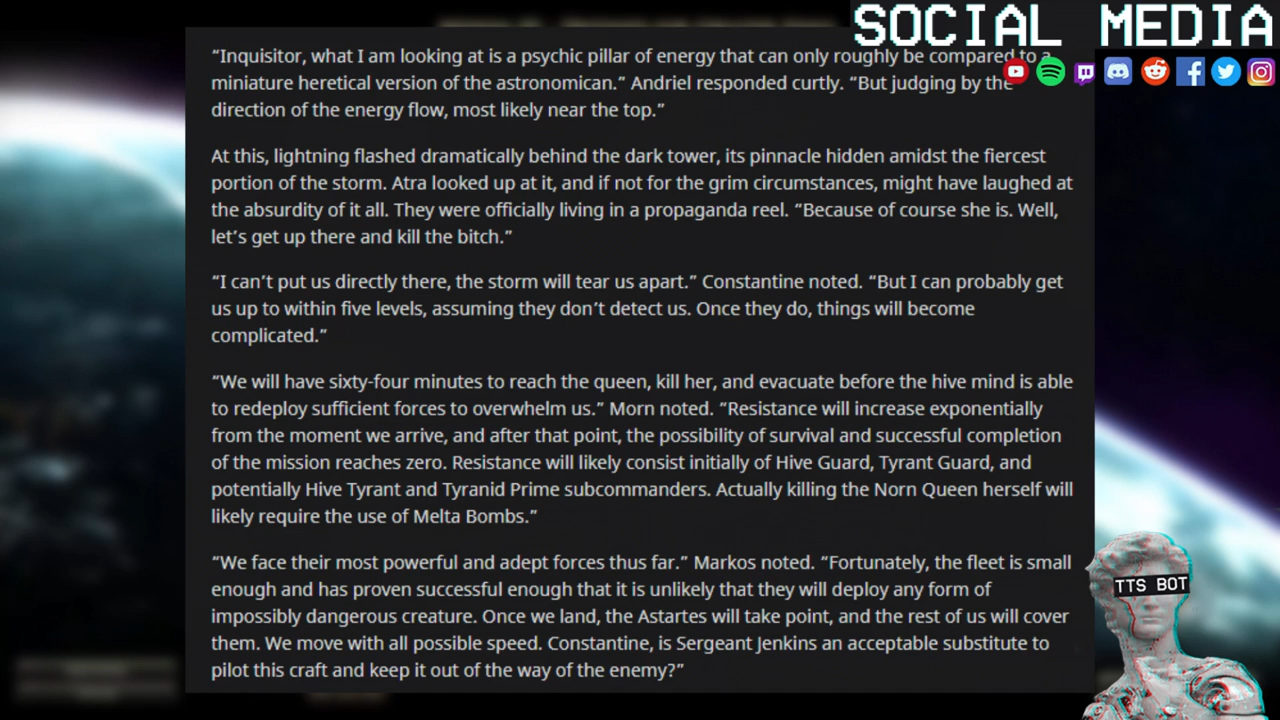 SOCIAL MEDIA
“Inquisitor, what I am looking at is a psychic pillar of energy that can only roughly be compared to a
miniature heretical version of the astronomican.” Andriel responded curtly. “But judging by the
direction of the energy flow, most likely near the top.”
At this, lightning flashed dramatically behind the dark tower, its pinnacle hidden amidst the fiercest
portion of the storm. Atra looked up at it, and if not for the grim circumstances, might have laughed at
the absurdity of it all. They were officially living in a propaganda reel. “Because of course she is. Well,
let’s get up there and kill the bitch.”
“I can’t put us directly there, the storm will tear us apart.” Constantine noted. “But I can probably get
us up to within five levels, assuming they don’t detect us. Once they do, things will become
complicated.”
“We will have sixty-four minutes to reach the queen, kill her, and evacuate before the hive mind is able
to redeploy sufficient forces to overwhelm us.” Morn noted. “Resistance will increase exponentially
from the moment we arrive, and after that point, the possibility of survival and successful completion
of the mission reaches zero. Resistance will likely consist initially of Hive Guard, Tyrant Guard, and
potentially Hive Tyrant and Tyranid Prime subcommanders. Actually killing the Norn Queen herself will
likely require the use of Melta Bombs.”
“We face their most powerful and adept forces thus far.” Markos noted. “Fortunately, the fleet is small
enough and has proven successful enough that it is unlikely that they will deploy any form of
impossibly dangerous creature. Once we land, the Astartes will take point, and the rest of us will cover
them. We move with all possible speed. Constantine, is Sergeant Jenkins an acceptable substitute to
pilot this craft and keep it out of the way of the enemy?”
TTS BOT